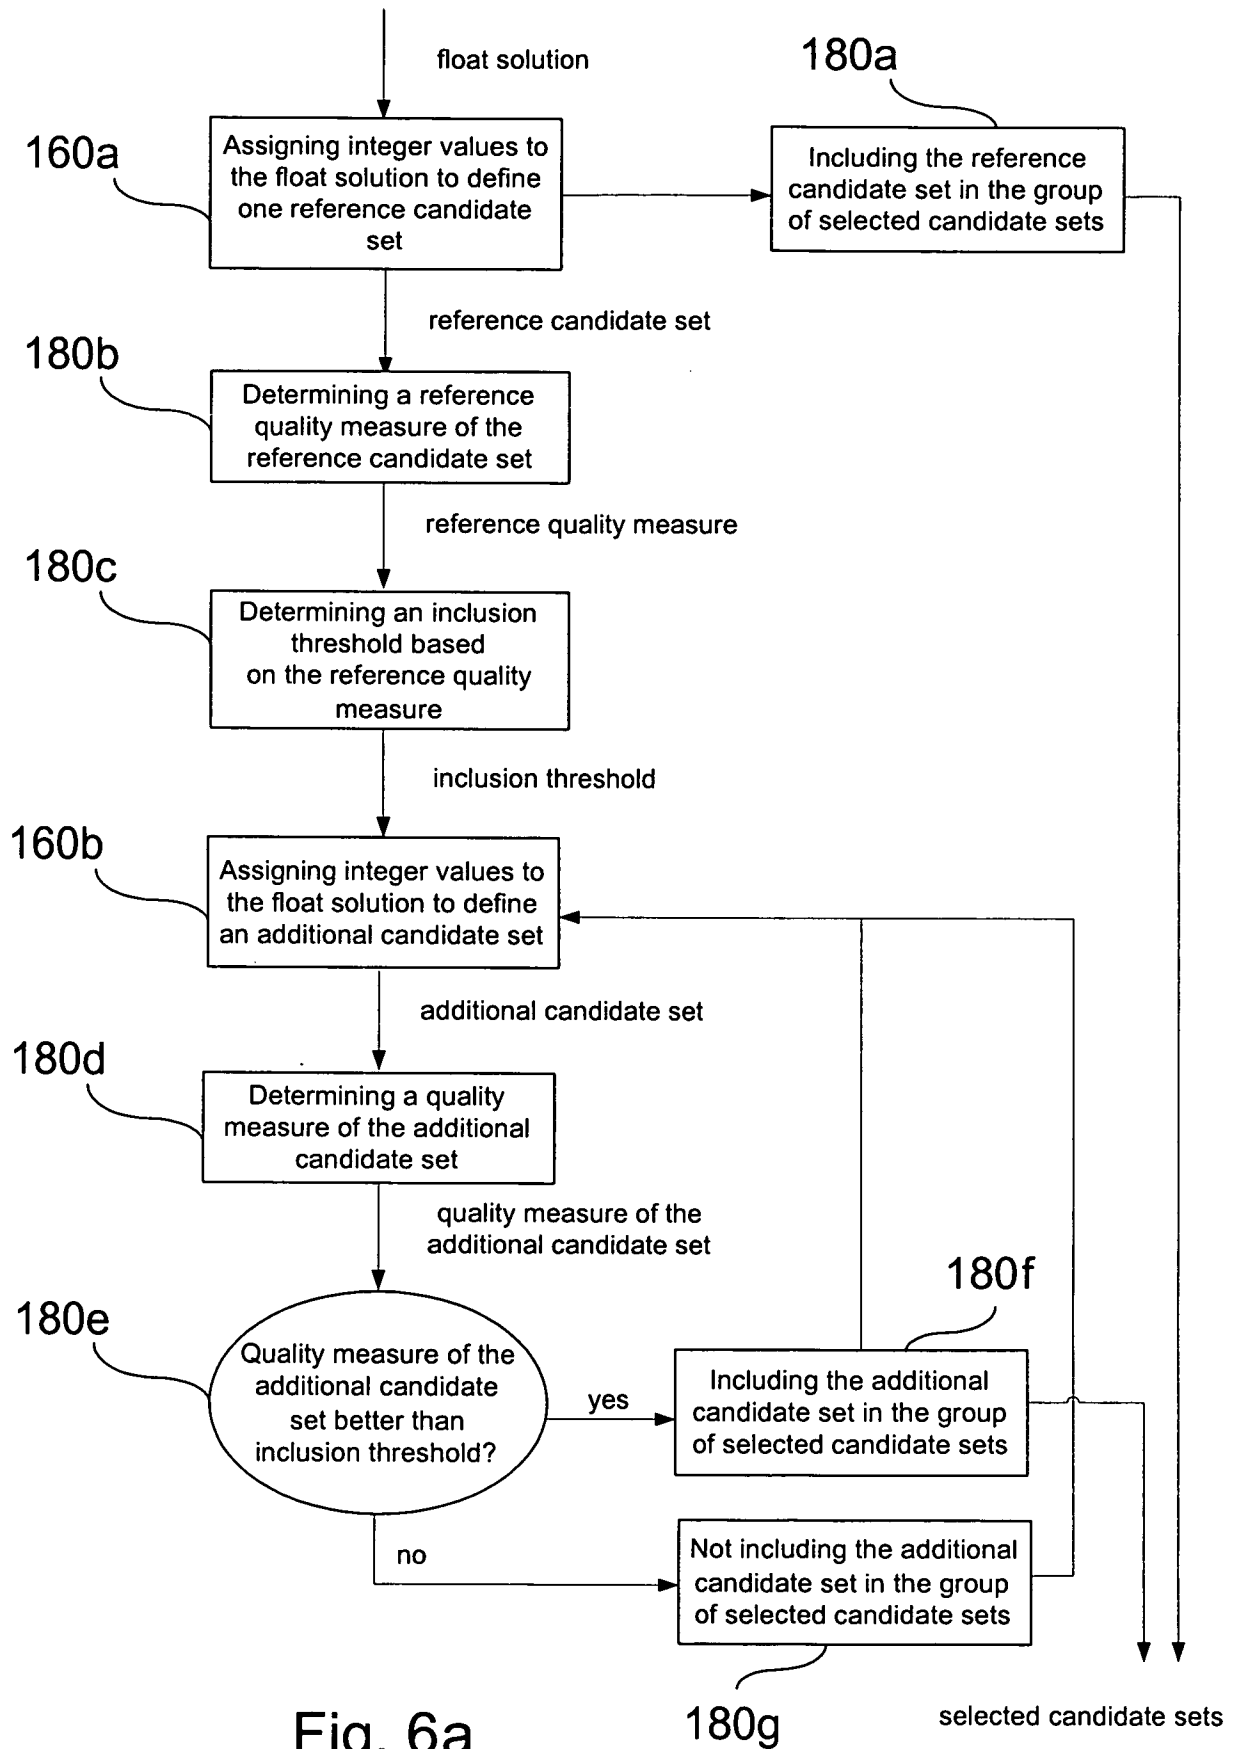 float solution
180a
160a
Assigning integer values to
the float solution to define
one reference candidate
set
Including the reference
candidate set in the group
of selected candidate sets
reference candidate set
180b
Determining a reference
quality measure of the
reference candidate set
reference quality measure
180c
Determining an inclusion
threshold based
on the reference quality
measure
inclusion threshold
160b
Assigning integer values to
the float solution to define
an additional candidate set
additional candidate set
180d
Determining a quality
measure of the additional
candidate set
quality measure of the
additional candidate set
180f
180e
Quality measure of the
additional candidate
set better than
inclusion threshold?
yes
Including the additional
candidate set in the group
of selected candidate sets
no
Not including the additional
candidate set in the group
of selected candidate sets
180g
selected candidate sets
Fig. 6a